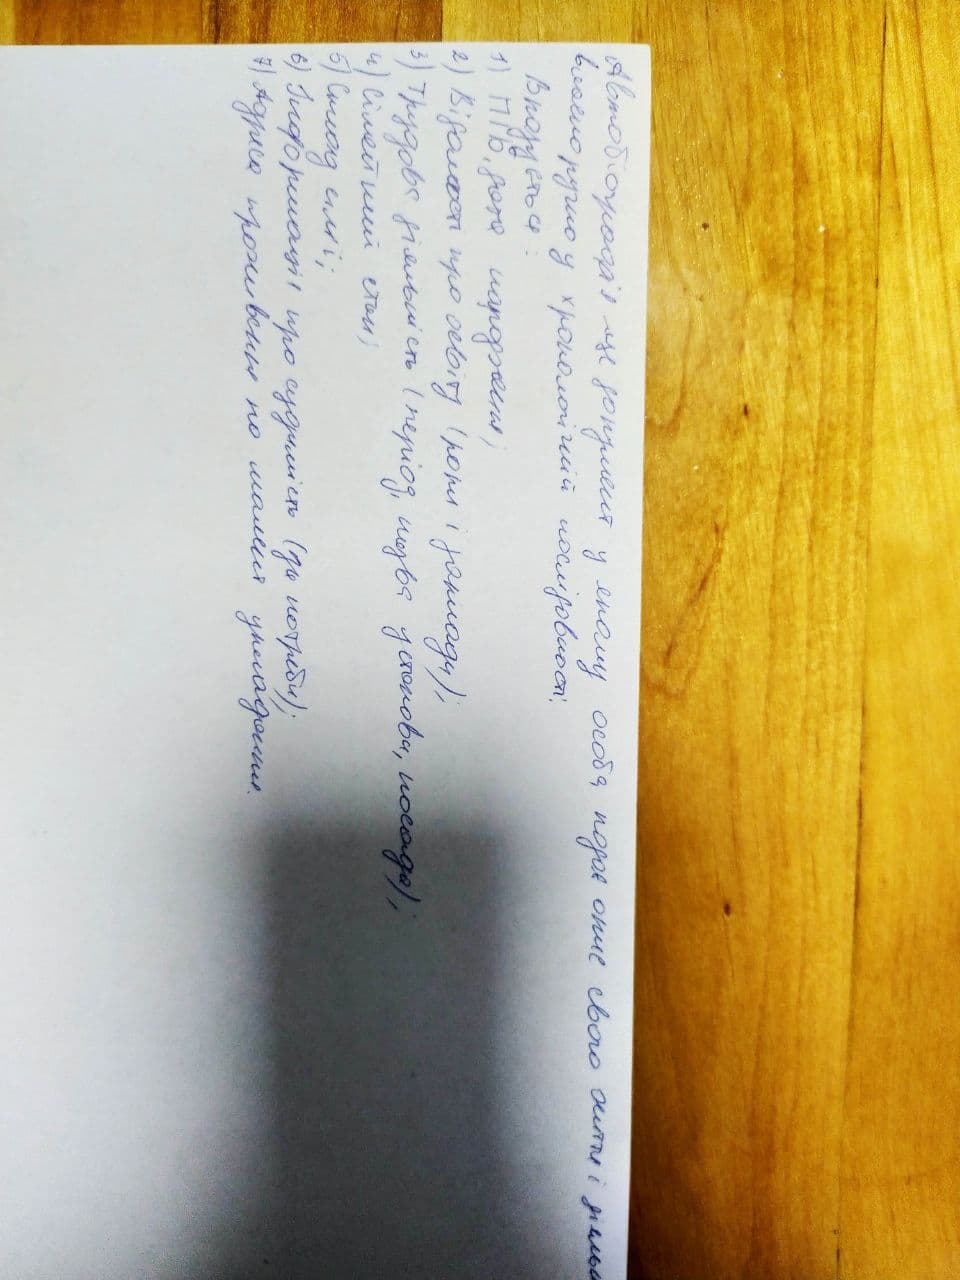 Автобіографія це документ у якому особа подає опис свого життя і діяльн
власноручно у хронологічній послідовності.
Вказується:
1) ПІБ, дата народження;
2) Відомості про освіту (роки і заклади);
3) Трудова діяльність (період, назва установи, посада);
4) Сімейний стан;
5) Склад сім'ї;
6) Інформація про судимість (за потреби);
7) Адреса проживання на момент укладання.